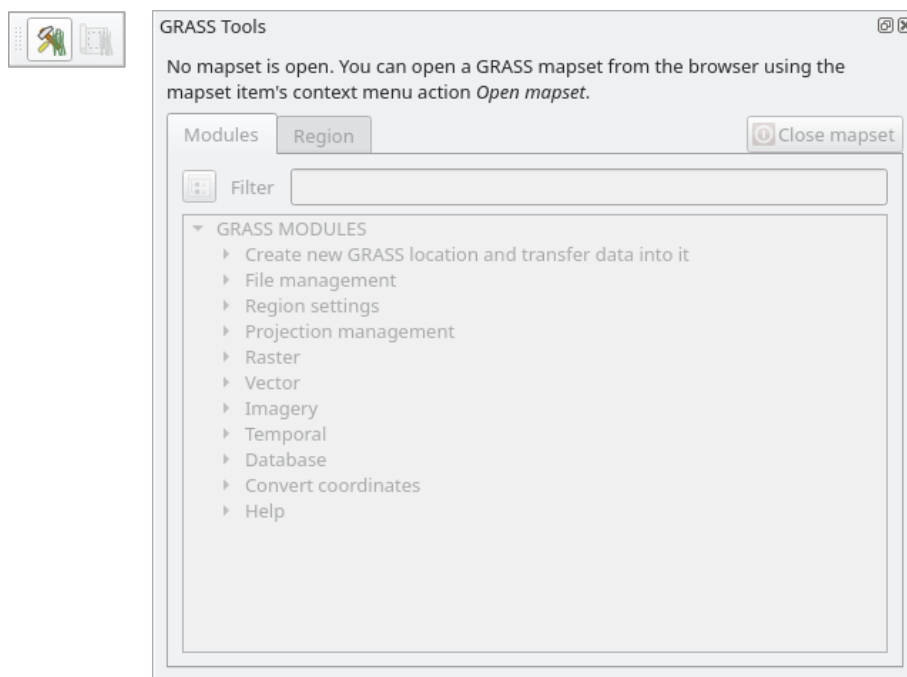 GRASS Tools
No mapset is open. You can open a GRASS mapset from the browser using the
mapset item's context menu action Open mapset.
Modules Region Close mapset
Filter
GRASS MODULES
Create new GRASS location and transfer data into it
File management
Region settings
Projection management
Raster
Vector
Imagery
Temporal
Database
Convert coordinates
Help